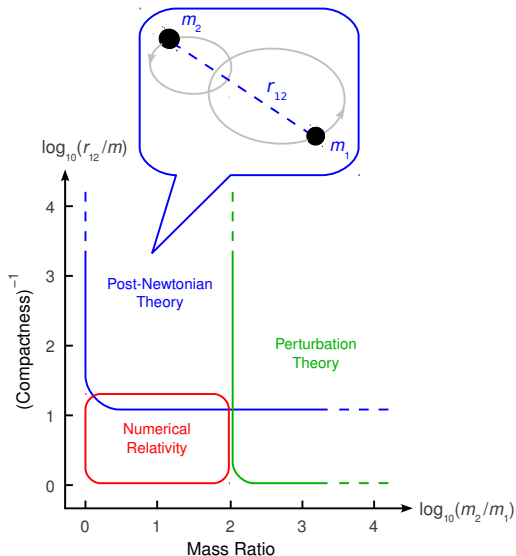 m₂
r₁₂
m₁
log₁₀(r₁₂/m)
(Compactness)⁻¹
4
3
2
1
0
Post-Newtonian
Theory
Perturbation
Theory
Numerical
Relativity
0
1
2
3
4
log₁₀(m₂/m₁)
Mass Ratio